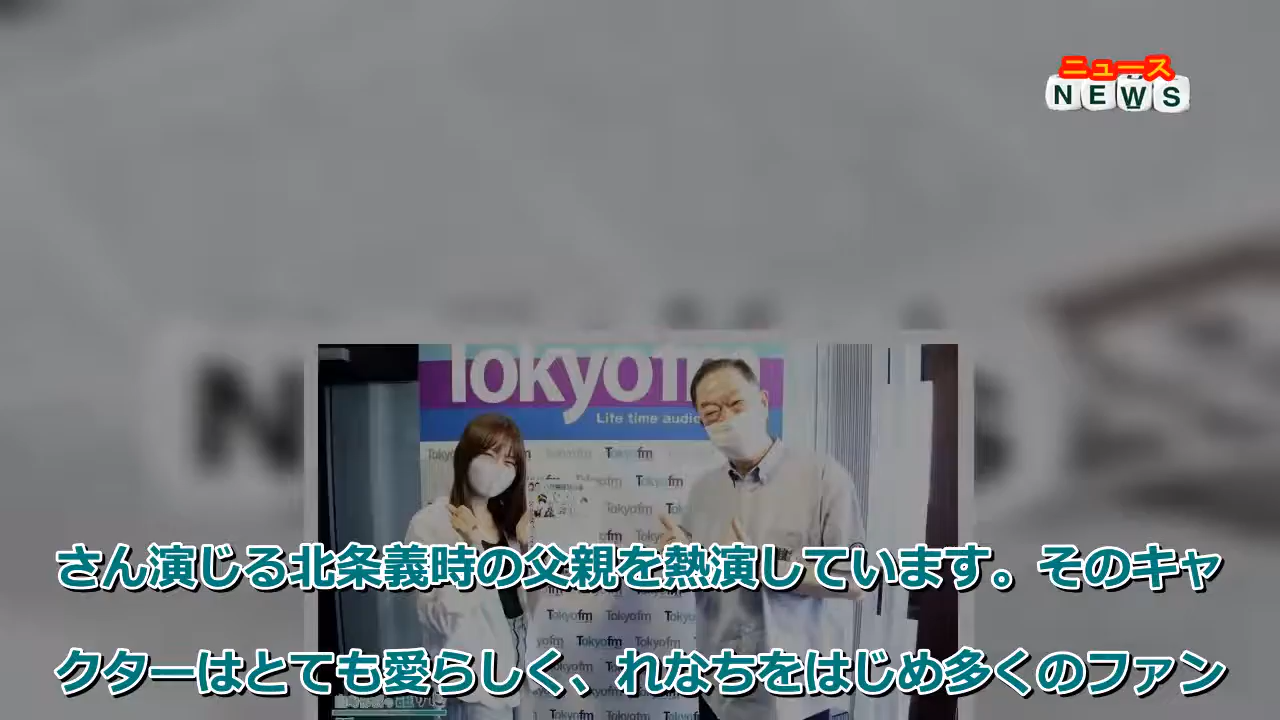 ニュース
NEWS
Tokyofm
Life time audio
さん演じる北条義時の父親を熱演しています。そのキャ
クターはとても愛らしく、れなちをはじめ多くのファン